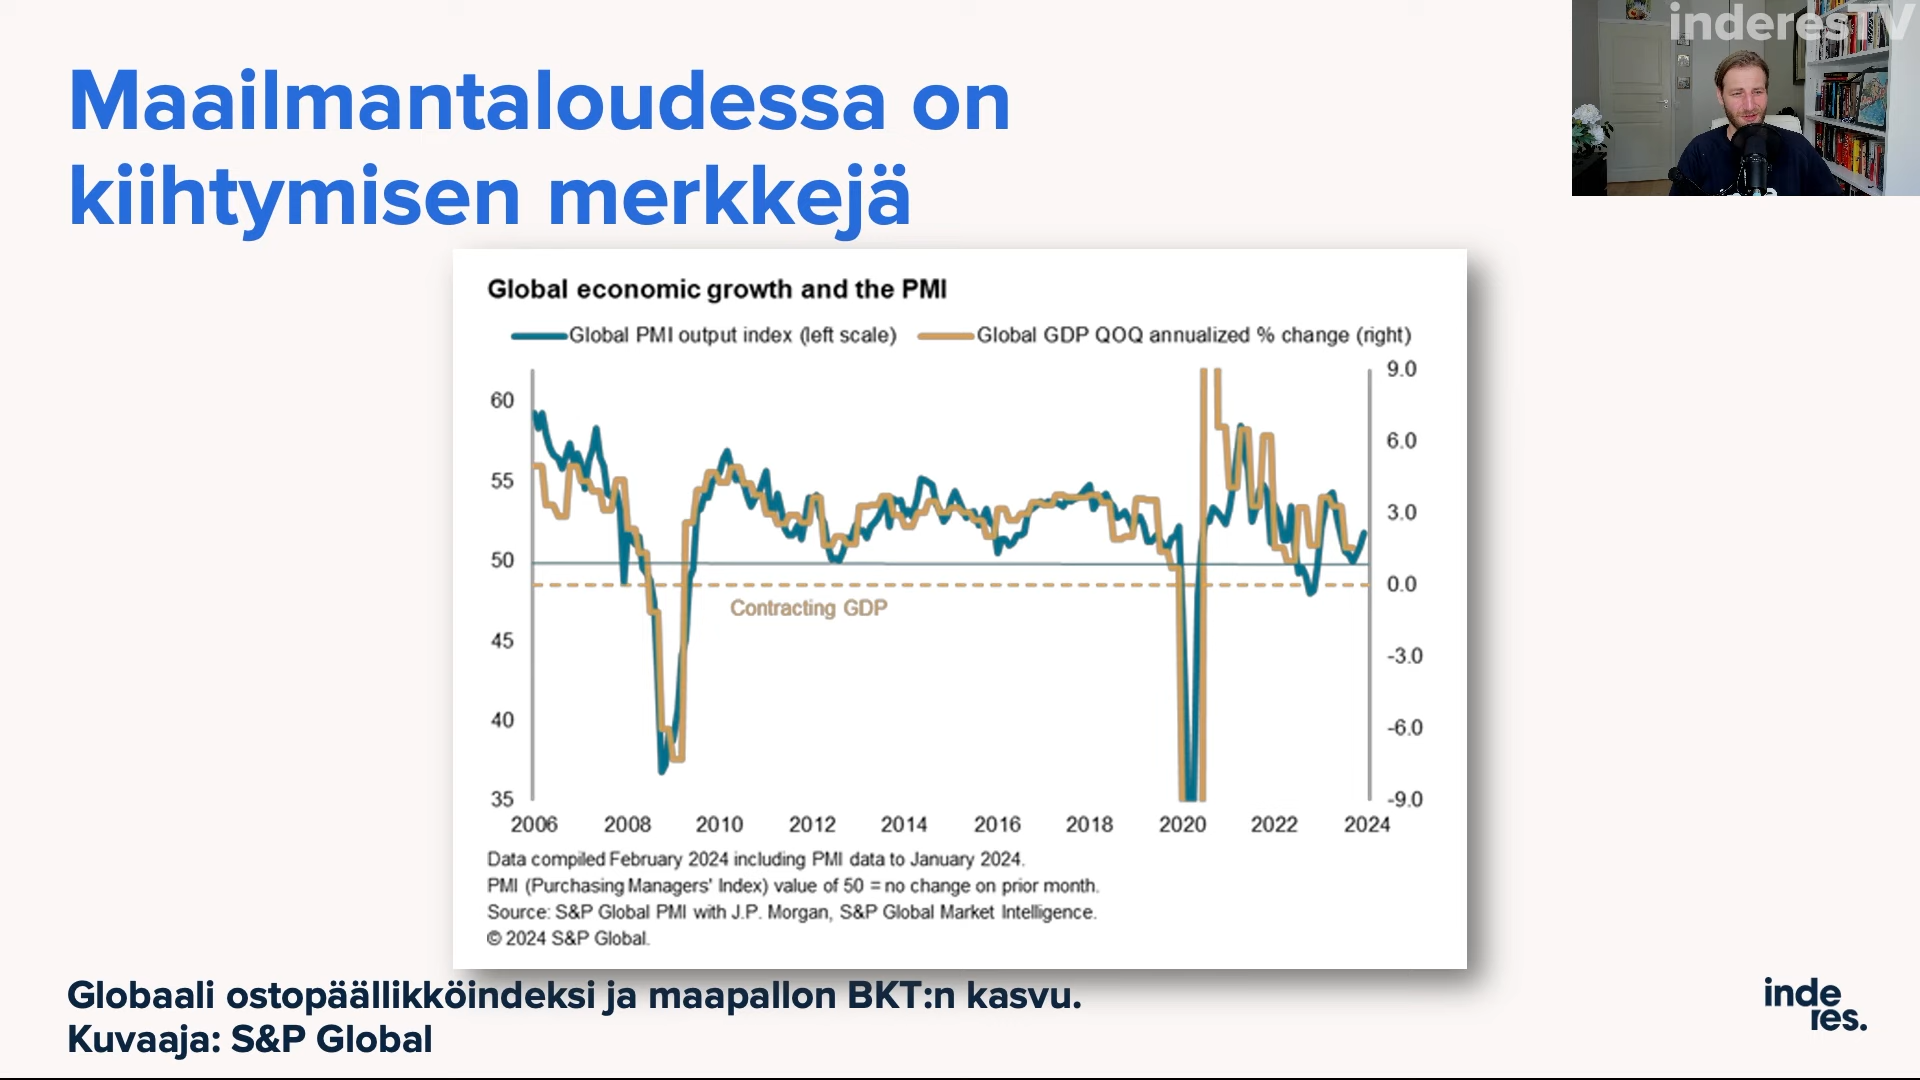 inderesTV
Maailmantaloudessa on
kiihtymisen merkkejä
Global economic growth and the PMI
Global PMI output index (left scale) Global GDP QOQ annualized % change (right)
60
55
50
45
40
35
9.0
6.0
3.0
0.0
-3.0
-6.0
-9.0
Contracting GDP
2006 2008 2010 2012 2014 2016 2018 2020 2022 2024
Data compiled February 2024 including PMI data to January 2024.
PMI (Purchasing Managers' Index) value of 50 = no change on prior month.
Source: S&P Global PMI with J.P. Morgan, S&P Global Market Intelligence.
© 2024 S&P Global.
Globaali ostopäällikköindeksi ja maapallon BKT:n kasvu.
Kuvaaja: S&P Global
inde
res.